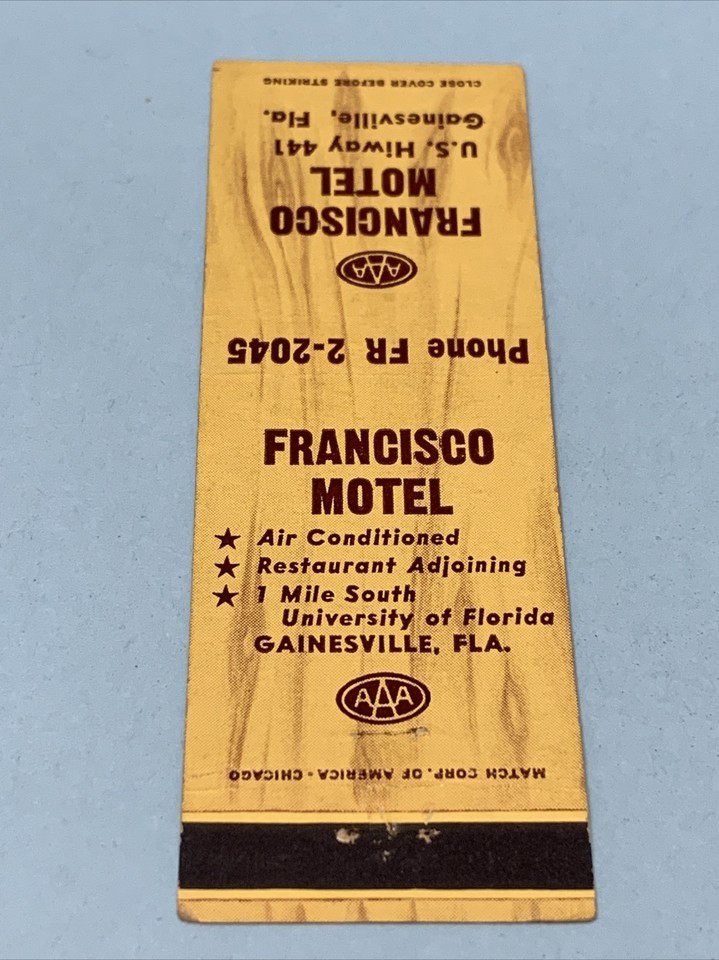 CLOSE COVER BEFORE STRIKING
Gainesville, Fla.
U.S. Hiway 441
FRANCISCO
MOTEL
AAA
Phone FR 2-2045
FRANCISCO
MOTEL
★ Air Conditioned
★ Restaurant Adjoining
★ 1 Mile South
University of Florida
GAINESVILLE, FLA.
AAA
MATCH CORP. OF AMERICA - CHICAGO